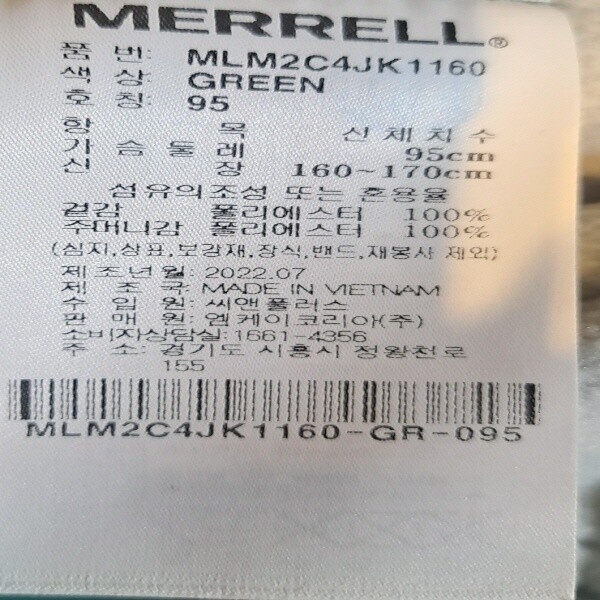 MERRELL®
품 번: MLM2C4JK1160
색 상: GREEN
호 칭: 95
항 목 신체치수
가슴둘레 95cm
신 장 160~170cm
섬유의조성 또는 혼용율
겉감 폴리에스터 100%
주머니감 폴리에스터 100%
(심지,상표,보강재,장식,밴드,재봉사 제외)
제조년월: 2022.07
제 조 국: MADE IN VIETNAM
수 입 원: 씨앤플러스
판 매 원: 엠케이코리아(주)
소비자상담실: 1661-4356
주 소: 경기도 시흥시 정왕천로
155
MLM2C4JK1160-GR-095